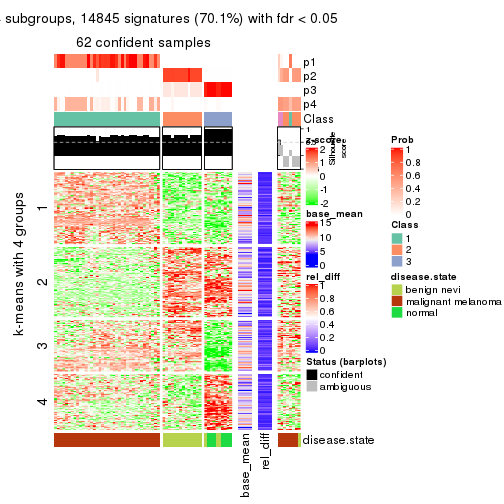 subgroups, 14845 signatures (70.1%) with fdr < 0.05
62 confident samples
p1
p2
p3
p4
Class
1
0.5
0
Silhouette
score
z-score
2
1
0
-1
-2
base_mean
15
10
5
0
rel_diff
1
0.8
0.6
0.4
0.2
0
Status (barplots)
confident
ambiguous
Prob
1
0.8
0.6
0.4
0.2
0
Class
1
2
3
disease.state
benign nevi
malignant melanoma
normal
k-means with 4 groups
1
2
3
4
base_mean
rel_diff
disease.state